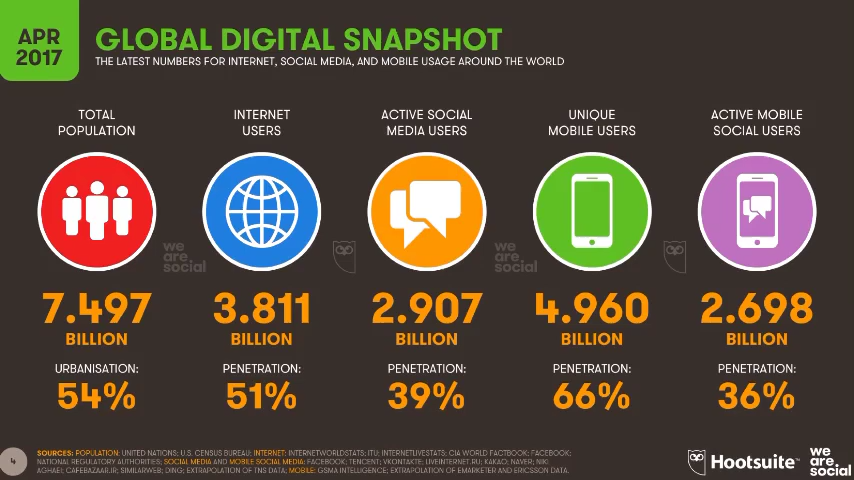 APR
2017
GLOBAL DIGITAL SNAPSHOT
THE LATEST NUMBERS FOR INTERNET, SOCIAL MEDIA, AND MOBILE USAGE AROUND THE WORLD
TOTAL
POPULATION
INTERNET
USERS
ACTIVE SOCIAL
MEDIA USERS
UNIQUE
MOBILE USERS
ACTIVE MOBILE
SOCIAL USERS
we
are
social
we
are
social
7.497
BILLION
3.811
BILLION
2.907
BILLION
4.960
BILLION
2.698
BILLION
URBANISATION:
54%
PENETRATION:
51%
PENETRATION:
39%
PENETRATION:
66%
PENETRATION:
36%
4
SOURCES: POPULATION: UNITED NATIONS; U.S. CENSUS BUREAU; INTERNET: INTERNETWORLDSTATS; ITU; INTERNETLIVESTATS; CIA WORLD FACTBOOK; FACEBOOK;
NATIONAL REGULATORY AUTHORITIES; SOCIAL MEDIA AND MOBILE SOCIAL MEDIA: FACEBOOK; TENCENT; VKONTAKTE; LIVEINTERNET.RU; KAKAO; NAVER; NIKI
AGHAEI; CAFEBAZAAR.IR; SIMILARWEB; DING; EXTRAPOLATION OF TNS DATA; MOBILE: GSMA INTELLIGENCE; EXTRAPOLATION OF EMARKETER AND ERICSSON DATA.
Hootsuite™
we
are
social